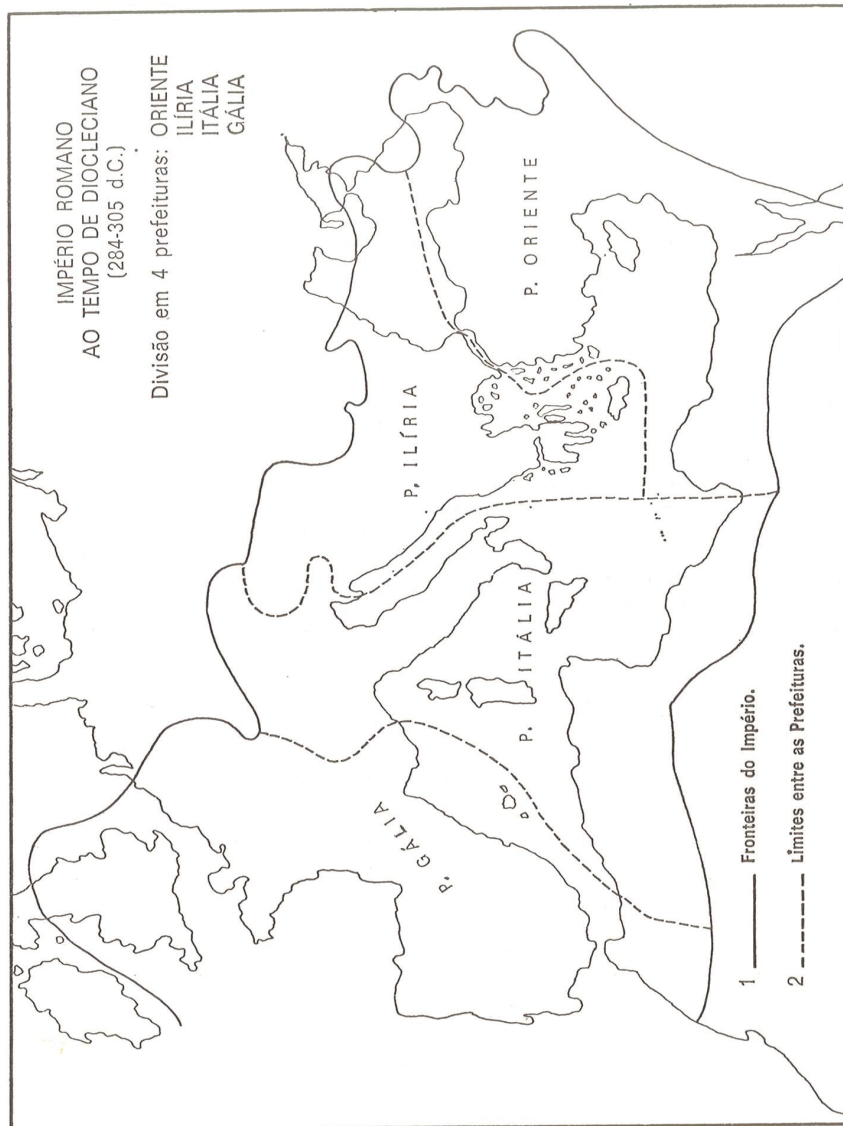 IMPÉRIO ROMANO
AO TEMPO DE DIOCLECIANO
(284-305 d.C.)
Divisão em 4 prefeituras: ORIENTE
ILÍRIA
ITÁLIA
GÁLIA
P, ILÍRIA
P. ORIENTE
P. GÁLIA
P. ITÁLIA
1 Fronteiras do Império.
2 Limites entre as Prefeituras.